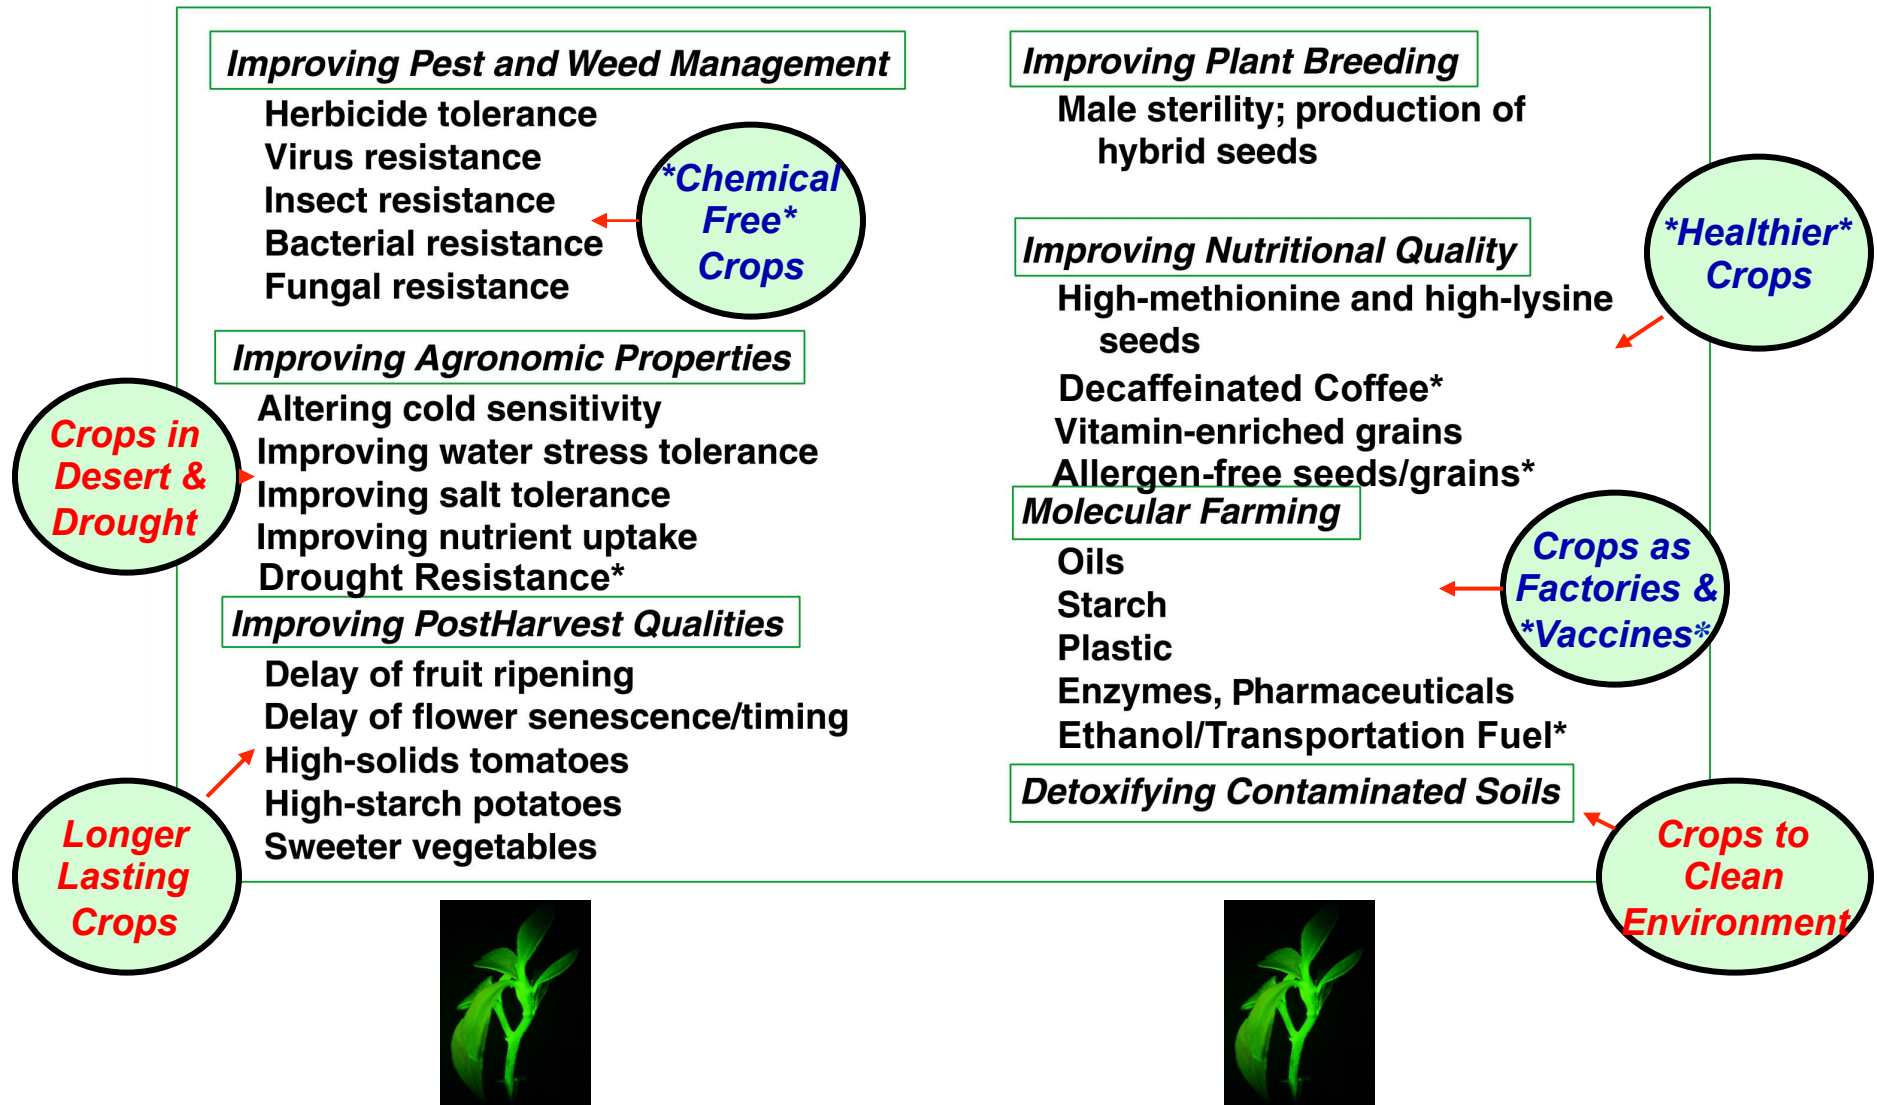 Improving Pest and Weed Management
Herbicide tolerance
Virus resistance
Insect resistance
Bacterial resistance
Fungal resistance
*Chemical
Free*
Crops
Improving Agronomic Properties
Altering cold sensitivity
Improving water stress tolerance
Improving salt tolerance
Improving nutrient uptake
Drought Resistance*
Crops in
Desert &
Drought
Improving PostHarvest Qualities
Delay of fruit ripening
Delay of flower senescence/timing
High-solids tomatoes
High-starch potatoes
Sweeter vegetables
Longer
Lasting
Crops
Improving Plant Breeding
Male sterility; production of
hybrid seeds
Improving Nutritional Quality
High-methionine and high-lysine
seeds
Decaffeinated Coffee*
Vitamin-enriched grains
Allergen-free seeds/grains*
*Healthier*
Crops
Molecular Farming
Oils
Starch
Plastic
Enzymes, Pharmaceuticals
Ethanol/Transportation Fuel*
Crops as
Factories &
*Vaccines*
Detoxifying Contaminated Soils
Crops to
Clean
Environment